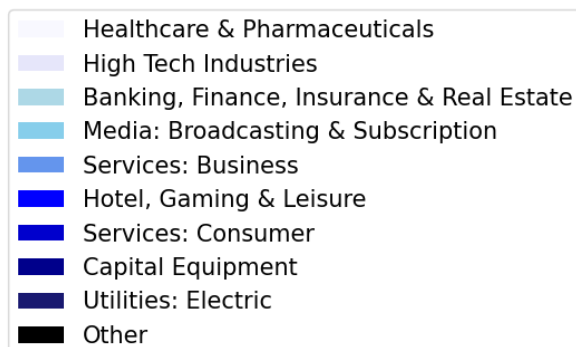 Healthcare & Pharmaceuticals
High Tech Industries
Banking, Finance, Insurance & Real Estate
Media: Broadcasting & Subscription
Services: Business
Hotel, Gaming & Leisure
Services: Consumer
Capital Equipment
Utilities: Electric
Other